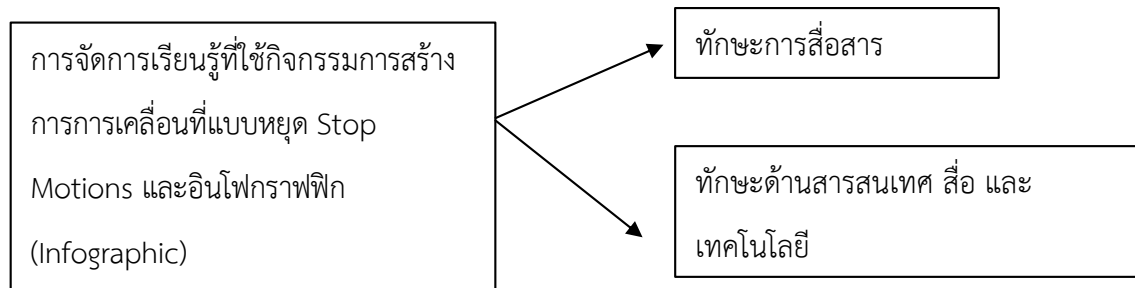 การจัดการเรียนรู้ที่ใช้กิจกรรมการสร้าง
การการเคลื่อนที่แบบหยุด Stop
Motions และอินโฟกราฟฟิก
(Infographic)
ทักษะการสื่อสาร
ทักษะด้านสารสนเทศ สื่อ และ
เทคโนโลยี